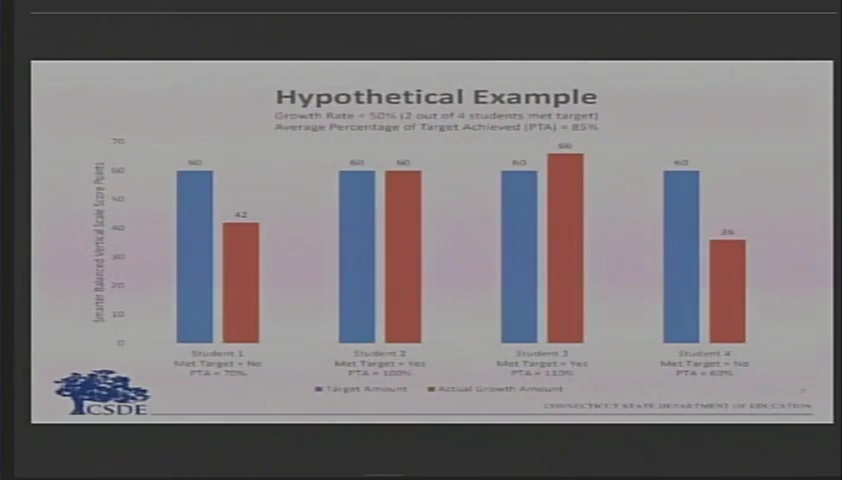 Hypothetical Example
Growth Rate = 50% (2 out of 4 students met target)
Average Percentage of Target Achieved (PTA) = 85%
Smarter Balanced Vertical Scale Score Points
70
60
50
40
30
20
10
0
60 42 60 60 60 66 60 36
Student 1 Student 2 Student 3 Student 4
Met Target = No Met Target = Yes Met Target = Yes Met Target = No
PTA = 70% PTA = 100% PTA = 110% PTA = 60%
Target Amount Actual Growth Amount
CSDE
CONNECTICUT STATE DEPARTMENT OF EDUCATION